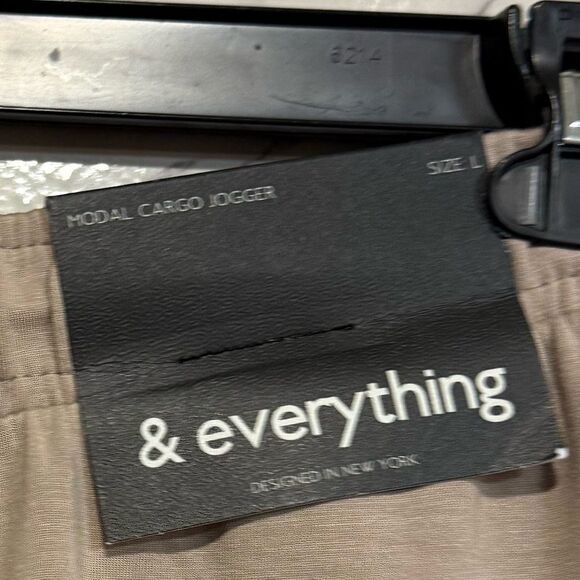 6214
MODAL CARGO JOGGER
SIZE L
& everything
DESIGNED IN NEW YORK